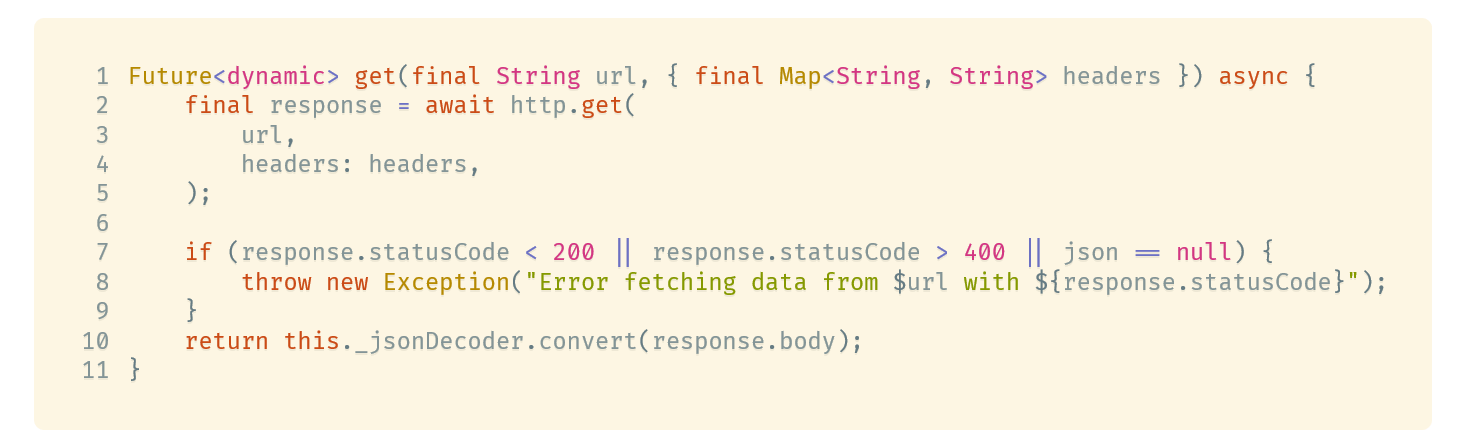 1 Future<dynamic> get(final String url, { final Map<String, String> headers }) async {
2     final response = await http.get(
3         url,
4         headers: headers,
5     );
6
7     if (response.statusCode < 200 || response.statusCode > 400 || json == null) {
8         throw new Exception("Error fetching data from $url with ${response.statusCode}");
9     }
10     return this._jsonDecoder.convert(response.body);
11 }